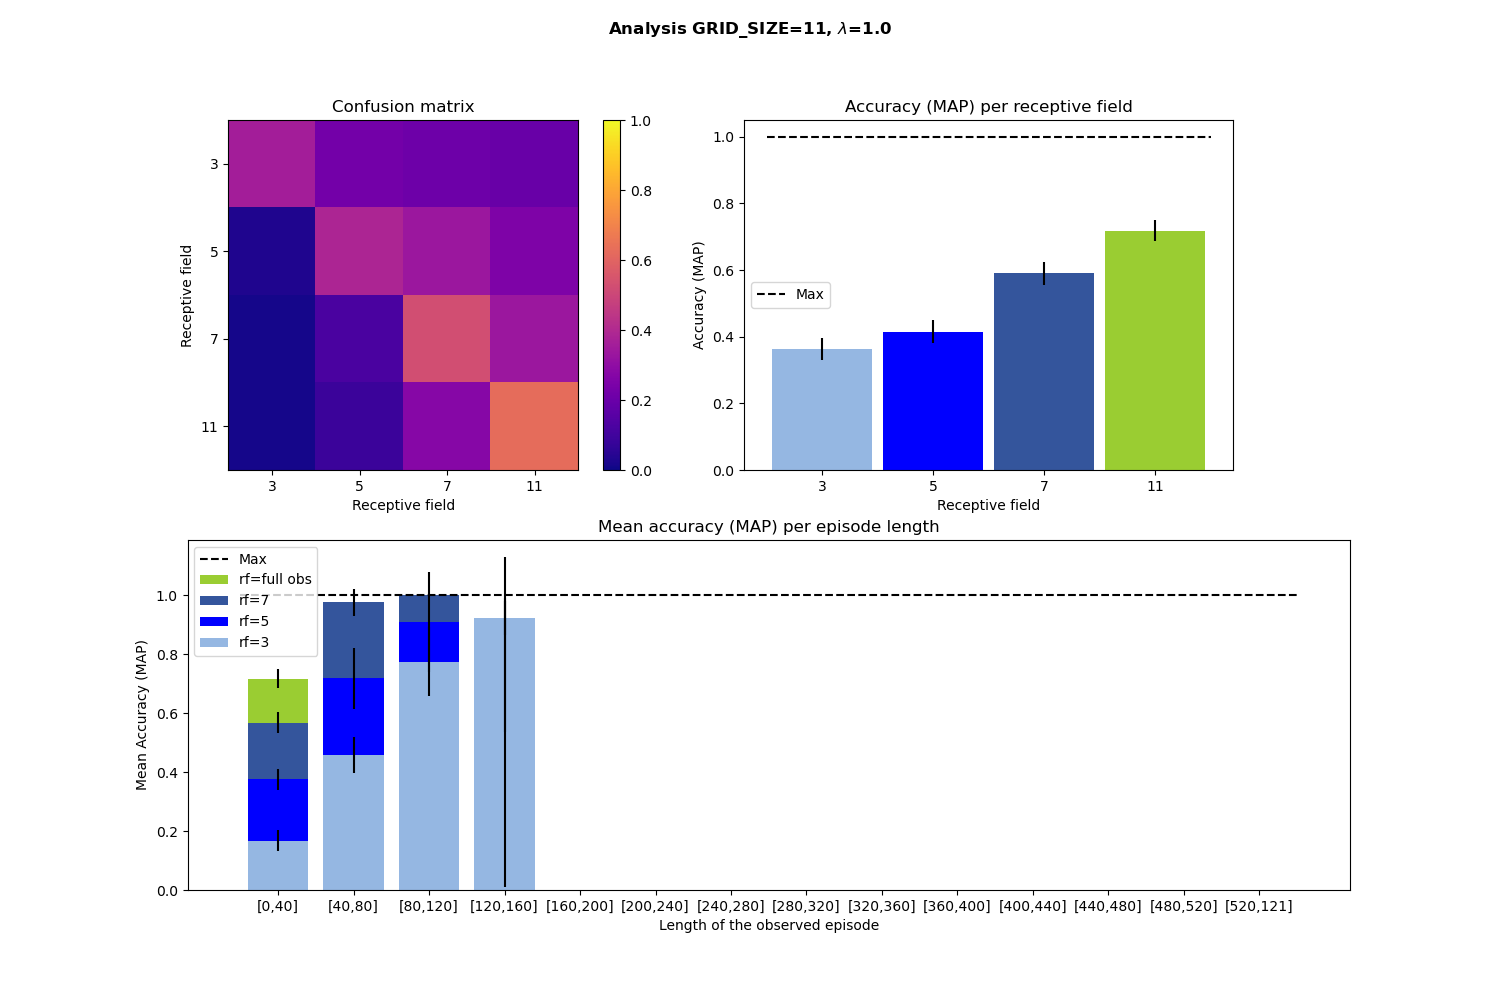 Analysis GRID_SIZE=11, λ=1.0
Confusion matrix
3
5
7
11
Receptive field
3 5 7 11
Receptive field
1.0
0.8
0.6
0.4
0.2
0.0
Accuracy (MAP) per receptive field
1.0
0.8
0.6
0.4
0.2
0.0
Accuracy (MAP)
Max
3 5 7 11
Receptive field
Mean accuracy (MAP) per episode length
Max
rf=full obs
rf=7
rf=5
rf=3
1.0
0.8
0.6
0.4
0.2
0.0
Mean Accuracy (MAP)
[0,40] [40,80] [80,120] [120,160] [160,200] [200,240] [240,280] [280,320] [320,360] [360,400] [400,440] [440,480] [480,520] [520,121]
Length of the observed episode